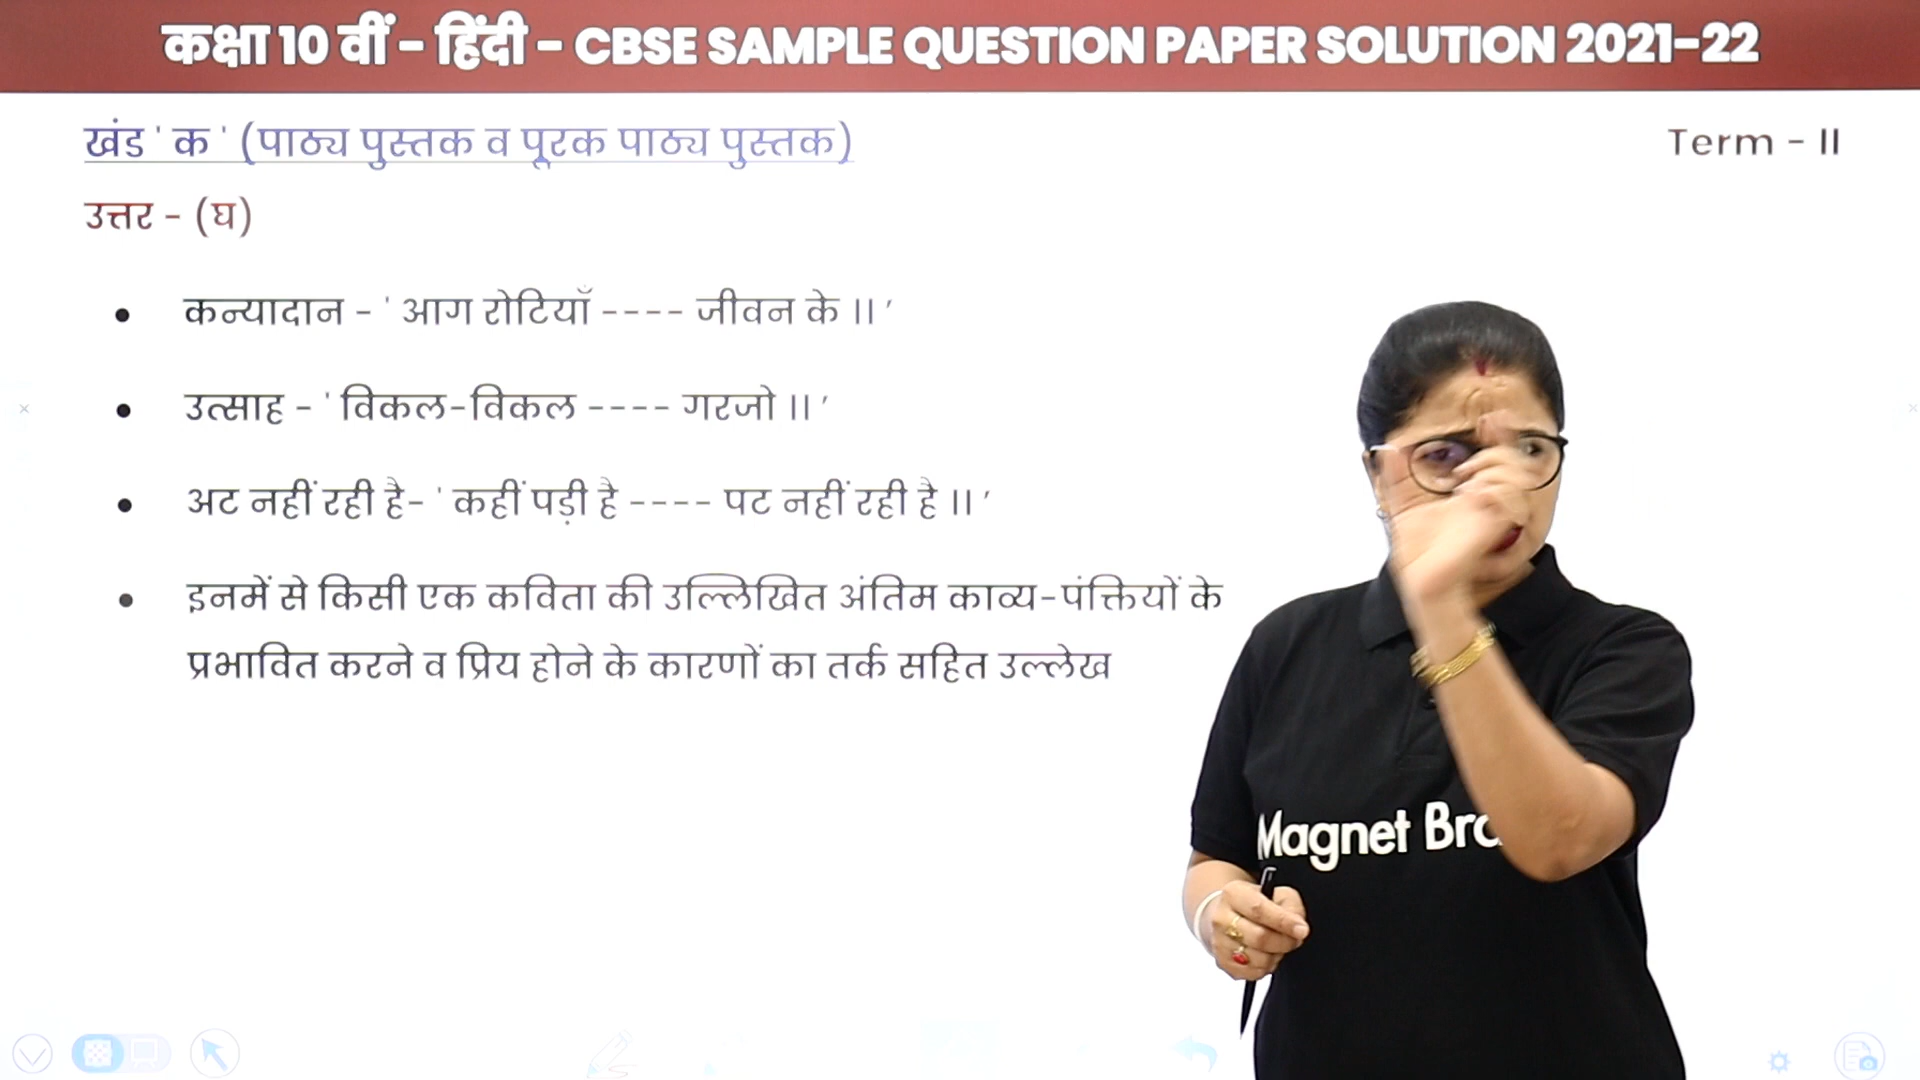 कक्षा 10 वीं - हिंदी - CBSE SAMPLE QUESTION PAPER SOLUTION 2021-22
खंड ' क ' (पाठ्य पुस्तक व पूरक पाठ्य पुस्तक)
Term - II
उत्तर - (घ)
• कन्यादान - ' आग रोटियाँ ---- जीवन के ।। '
• उत्साह - ' विकल-विकल ---- गरजो ।। '
• अट नहीं रही है- ' कहीं पड़ी है ---- पट नहीं रही है ।। '
• इनमें से किसी एक कविता की उल्लिखित अंतिम काव्य-पंक्तियों के
प्रभावित करने व प्रिय होने के कारणों का तर्क सहित उल्लेख
Magnet Bra